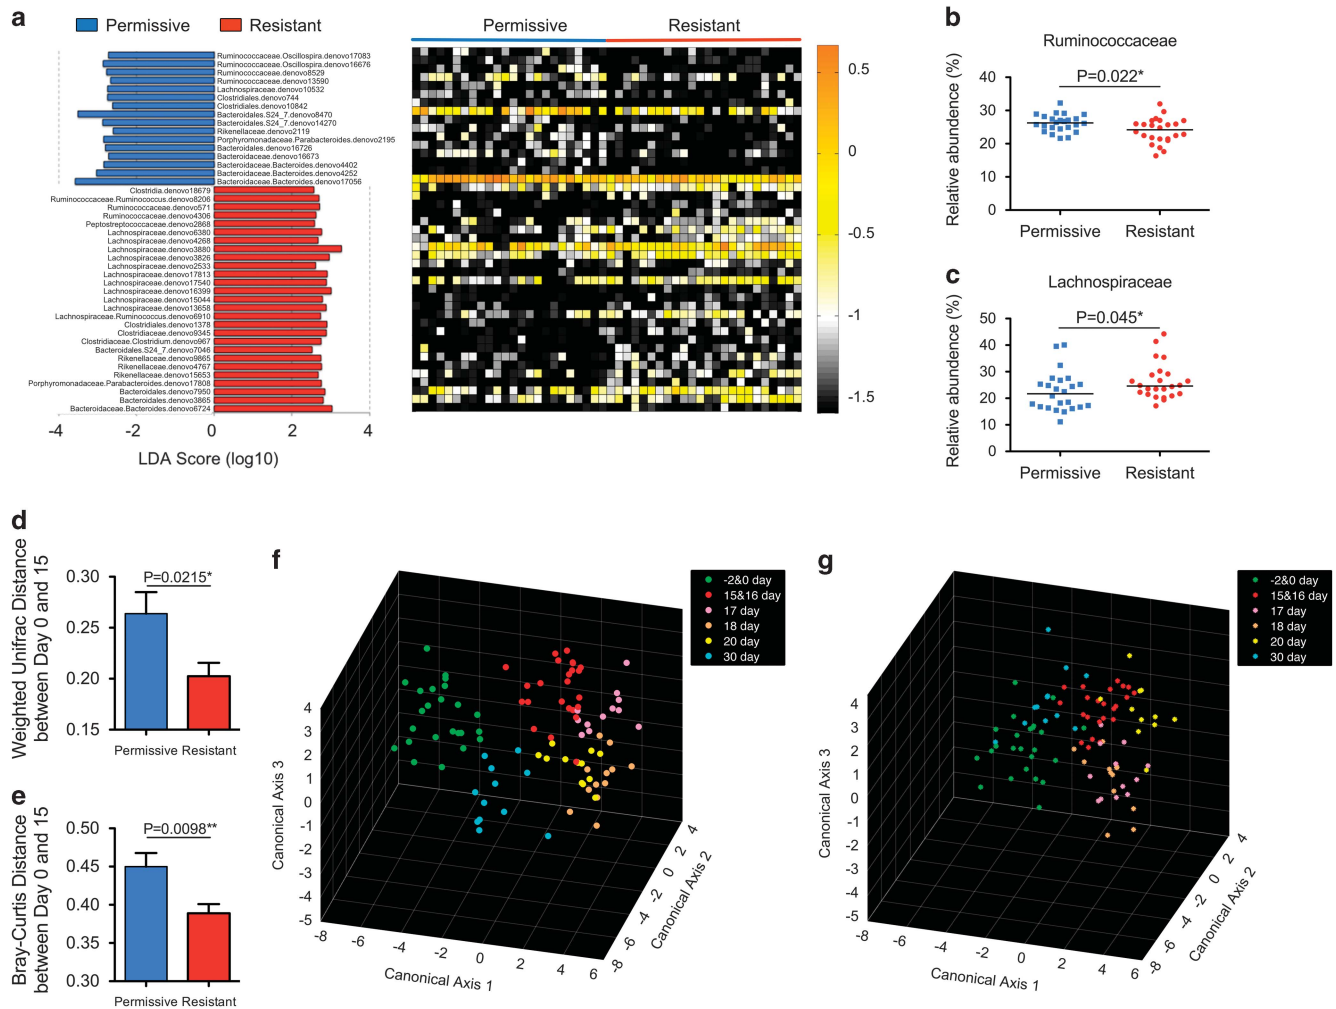 a
Permissive
Resistant
Ruminococcaceae.Oscillospira.denovo17083
Ruminococcaceae.Oscillospira.denovo16676
Ruminococcaceae.denovo8529
Ruminococcaceae.denovo13590
Lachnospiraceae.denovo10532
Clostridiales.denovo744
Clostridiales.denovo10842
Bacteroidales.S24_7.denovo8470
Bacteroidales.S24_7.denovo14270
Rikenellaceae.denovo2119
Porphyromonadaceae.Parabacteroides.denovo2195
Bacteroidales.denovo16726
Bacteroidaceae.denovo16673
Bacteroidaceae.Bacteroides.denovo4402
Bacteroidaceae.Bacteroides.denovo4252
Bacteroidaceae.Bacteroides.denovo17056
Clostridia.denovo18679
Ruminococcaceae.Ruminococcus.denovo8206
Ruminococcaceae.denovo571
Ruminococcaceae.denovo4306
Peptostreptococcaceae.denovo2868
Lachnospiraceae.denovo6380
Lachnospiraceae.denovo4268
Lachnospiraceae.denovo3880
Lachnospiraceae.denovo3826
Lachnospiraceae.denovo2533
Lachnospiraceae.denovo17813
Lachnospiraceae.denovo17540
Lachnospiraceae.denovo16399
Lachnospiraceae.denovo15044
Lachnospiraceae.denovo13658
Lachnospiraceae.Ruminococcus.denovo6910
Clostridiales.denovo1378
Clostridiaceae.denovo9345
Clostridiaceae.Clostridium.denovo967
Bacteroidales.S24_7.denovo7046
Rikenellaceae.denovo9865
Rikenellaceae.denovo4767
Rikenellaceae.denovo15653
Porphyromonadaceae.Parabacteroides.denovo17808
Bacteroidales.denovo7950
Bacteroidales.denovo3865
Bacteroidaceae.Bacteroides.denovo6724
-4 -2 0 2 4
LDA Score (log10)
Permissive Resistant
0.5
0
-0.5
-1
-1.5
b
Ruminococcaceae
P=0.022*
Relative abundance (%)
40
30
20
10
0
Permissive Resistant
c
Lachnospiraceae
P=0.045*
Relative abundence (%)
50
40
30
20
10
0
Permissive Resistant
d
Weighted Unifrac Distance
between Day 0 and 15
0.30
0.25
0.20
0.15
P=0.0215*
Permissive Resistant
e
Bray-Curtis Distance
between Day 0 and 15
0.50
0.45
0.40
0.35
0.30
P=0.0098**
Permissive Resistant
f
-2&0 day
15&16 day
17 day
18 day
20 day
30 day
Canonical Axis 3
4
3
2
1
0
-1
-2
-3
-4
-5
-8 -6 -4 -2 0 2 4 6
Canonical Axis 1
-8 -6 -4 -2 0 2 4
Canonical Axis 2
g
-2&0 day
15&16 day
17 day
18 day
20 day
30 day
Canonical Axis 3
4
3
2
1
0
-1
-2
-3
-4
-5
-8 -6 -4 -2 0 2 4 6
Canonical Axis 1
-8 -6 -4 -2 0 2 4
Canonical Axis 2